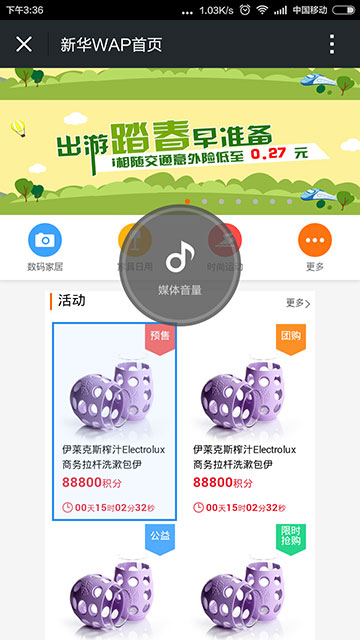 下午3:36
1.03K/s
中国移动
新华WAP首页
出游踏春早准备
相随交通意外险低至 0.27 元
数码家居
家具日用
时尚运动
更多
媒体音量
活动
更多
预售
团购
伊莱克斯榨汁Electrolux
商务拉杆洗漱包伊
88800积分
00天15时02分32秒
伊莱克斯榨汁Electrolux
商务拉杆洗漱包伊
88800积分
00天15时02分32秒
公益
限时
抢购